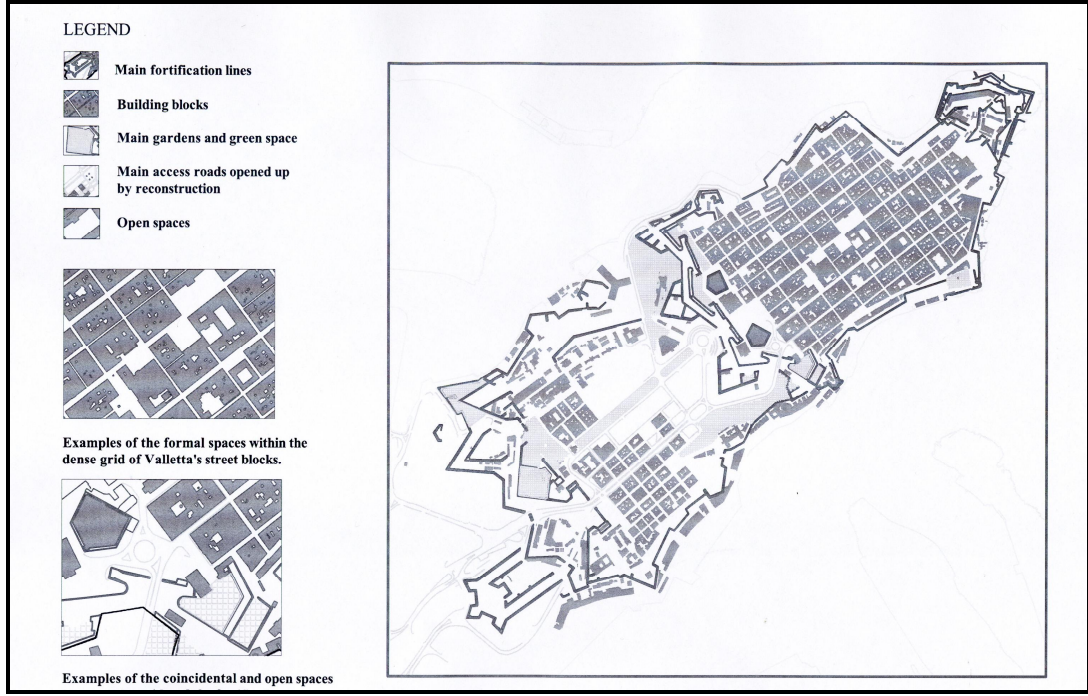 LEGEND
Main fortification lines
Building blocks
Main gardens and green space
Main access roads opened up
by reconstruction
Open spaces
Examples of the formal spaces within the
dense grid of Valletta's street blocks.
Examples of the coincidental and open spaces